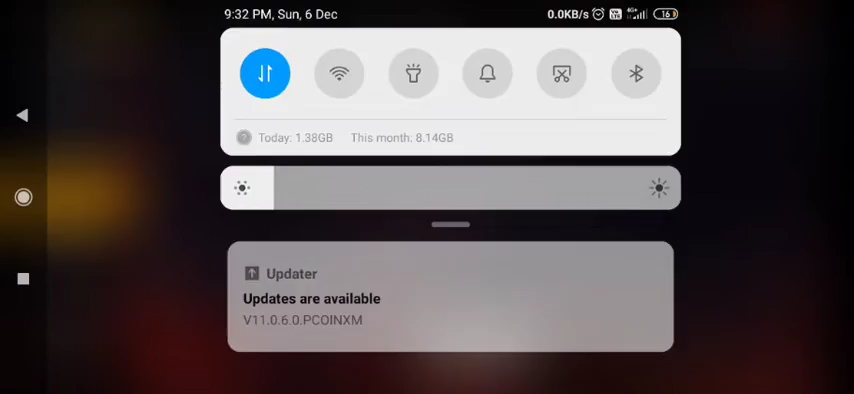 9:32 PM, Sun, 6 Dec
0.0KB/s 4G+ 16
Today: 1.38GB This month: 8.14GB
Updater
Updates are available
V11.0.6.0.PCOINXM